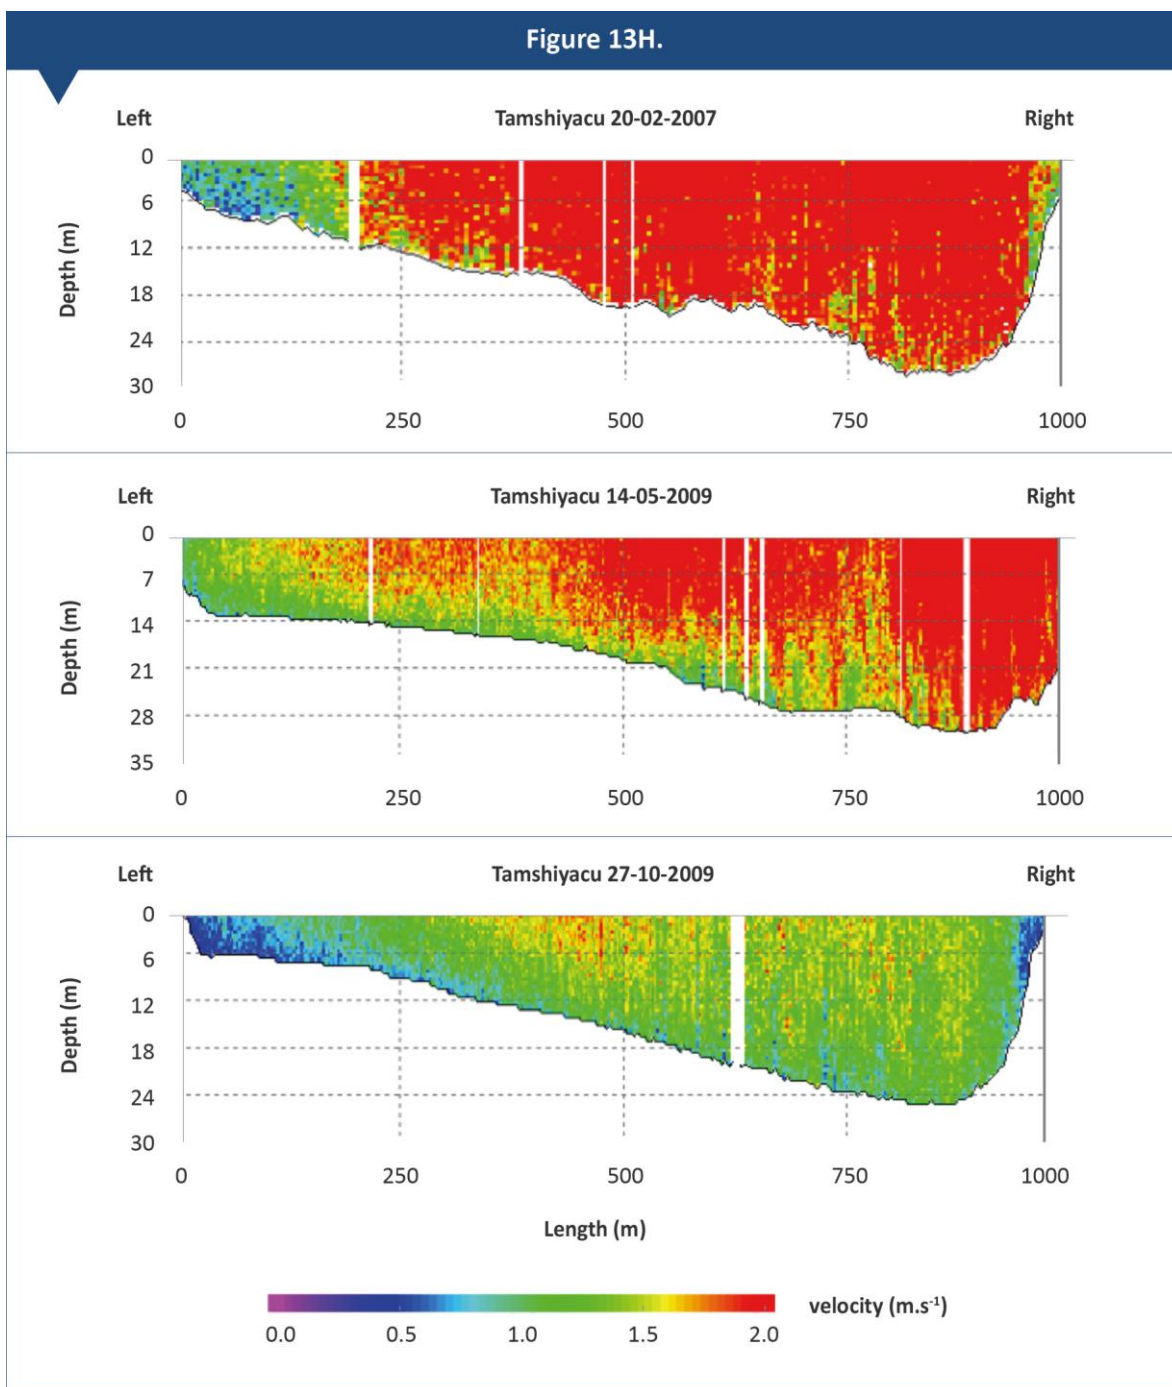 Figure 13H.
Left Tamshiyacu 20-02-2007 Right
Depth (m)
0
6
12
18
24
30
0 250 500 750 1000
Left Tamshiyacu 14-05-2009 Right
Depth (m)
0
7
14
21
28
35
0 250 500 750 1000
Left Tamshiyacu 27-10-2009 Right
Depth (m)
0
6
12
18
24
30
0 250 500 750 1000
Length (m)
velocity (m.s⁻¹)
0.0 0.5 1.0 1.5 2.0